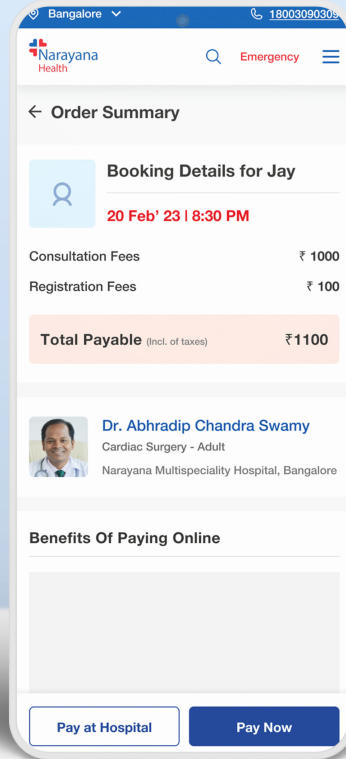 Bangalore
18003090309
Narayana
Health
Emergency
Order Summary
Booking Details for Jay
20 Feb' 23 | 8:30 PM
Consultation Fees ₹ 1000
Registration Fees ₹ 100
Total Payable (Incl. of taxes) ₹1100
Dr. Abhradip Chandra Swamy
Cardiac Surgery - Adult
Narayana Multispeciality Hospital, Bangalore
Benefits Of Paying Online
Pay at Hospital
Pay Now